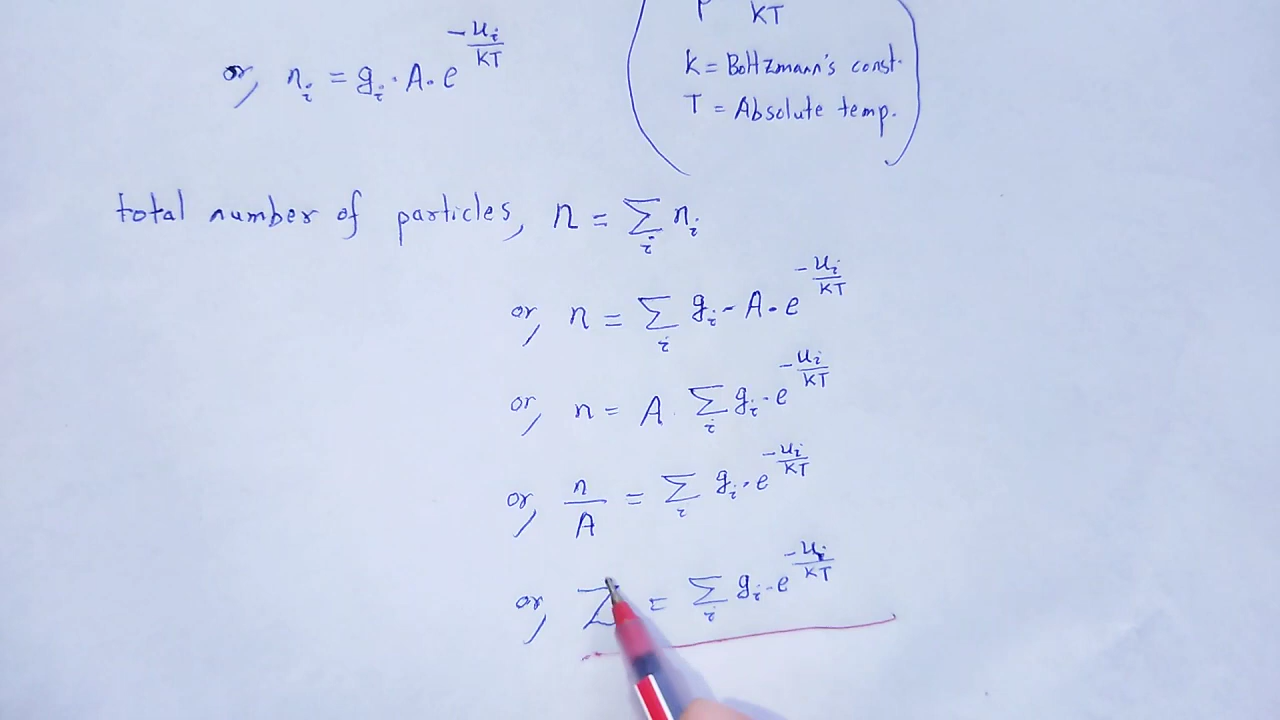 β = 1/KT
or, nᵢ = gᵢ · A · e^(-uᵢ/KT)
K = Boltzmann's const.
T = Absolute temp.
total number of particles, n = Σᵢ nᵢ
or, n = Σᵢ gᵢ - A · e^(-uᵢ/KT)
or, n = A · Σᵢ gᵢ · e^(-uᵢ/KT)
or, n/A = Σᵢ gᵢ · e^(-uᵢ/KT)
or, Z = Σᵢ gᵢ · e^(-uᵢ/KT)